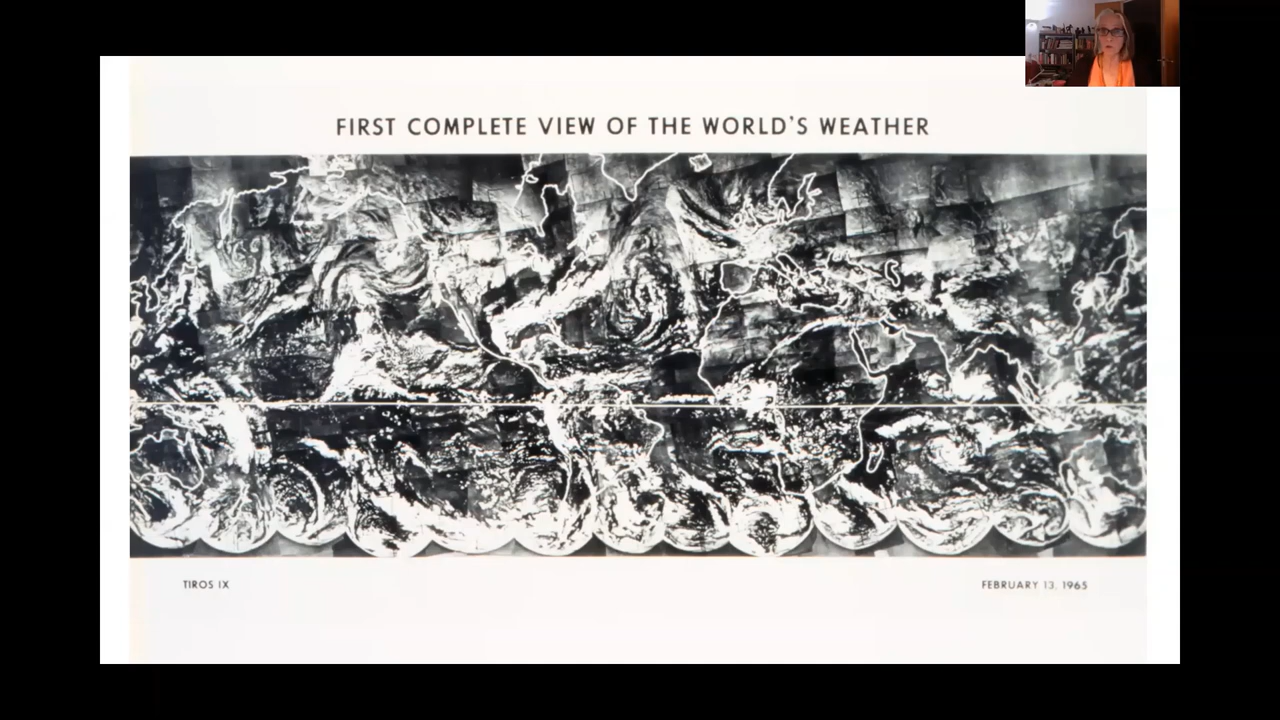 FIRST COMPLETE VIEW OF THE WORLD'S WEATHER
TIROS IX
FEBRUARY 13, 1965